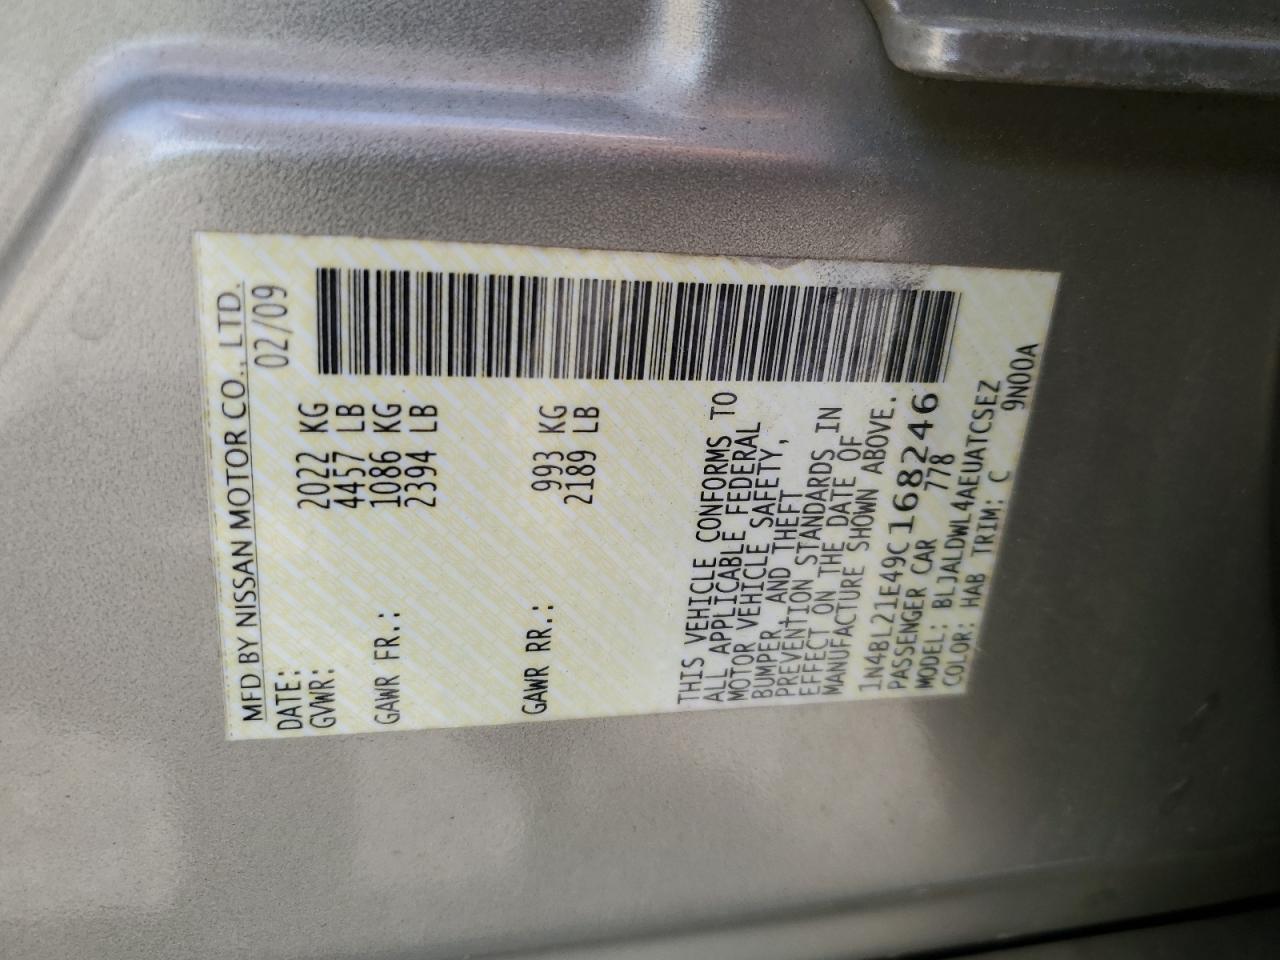 MFD BY NISSAN MOTOR CO., LTD.
DATE: 02/09
GVWR: 2022 KG
4457 LB
GAWR FR.: 1086 KG
2394 LB
GAWR RR.: 993 KG
2189 LB
THIS VEHICLE CONFORMS TO
ALL APPLICABLE FEDERAL
MOTOR VEHICLE SAFETY,
BUMPER, AND THEFT
PREVENTION STANDARDS IN
EFFECT ON THE DATE OF
MANUFACTURE SHOWN ABOVE.
1N4BL21E49C168246
PASSENGER CAR 778
MODEL: BLJALDWL4AEUATCSEZ
COLOR: HAB TRIM: C 9N00A